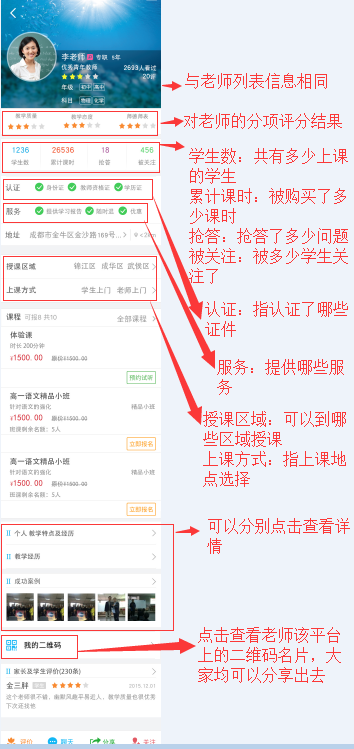 李老师 专职 5年
优秀青年教师
2693人看过
20评
年级 初中 高中
科目 物理 化学
与老师列表信息相同
教学质量 教学态度 师德师表
对老师的分项评分结果
1236 26536 18 456
学生数 累计课时 抢答 被关注
学生数：共有多少上课
的学生
累计课时：被购买了多
少课时
抢答：抢答了多少问题
被关注：被多少学生关
注了
认证 身份证 教师资格证 学历证
服务 提供学习报告 随时退 优惠
地址 成都市金牛区金沙路169号...
认证：指认证了哪些
证件
授课区域 锦江区 成华区 武侯区
上课方式 学生上门 老师上门
服务：提供哪些服
务
课程 可报8 共10 全部课程
体验课
时长 200分钟
¥1500.00 原价¥1500.00
预约试听
授课区域：可以到哪
些区域授课
上课方式：指上课地
点选择
高一语文精品小班
针对语文的强化 精品小班
¥1500.00 原价¥1500.00
班课剩余名额：5人
立即报名
高一语文精品小班
针对语文的强化 精品小班
¥1500.00 原价¥1500.00
班课剩余名额：5人
立即报名
个人 教学特点及经历
教学经历
成功案例
可以分别点击查看详
情
我的二维码
点击查看老师该平台
上的二维码名片，大
家均可以分享出去
家长及学生评价(230条)
金三胖 2015.12.01
这个老师很不错，幽默风趣平易近人，教学质量也很优秀
下次还找他
评价 聊天 分享 关注